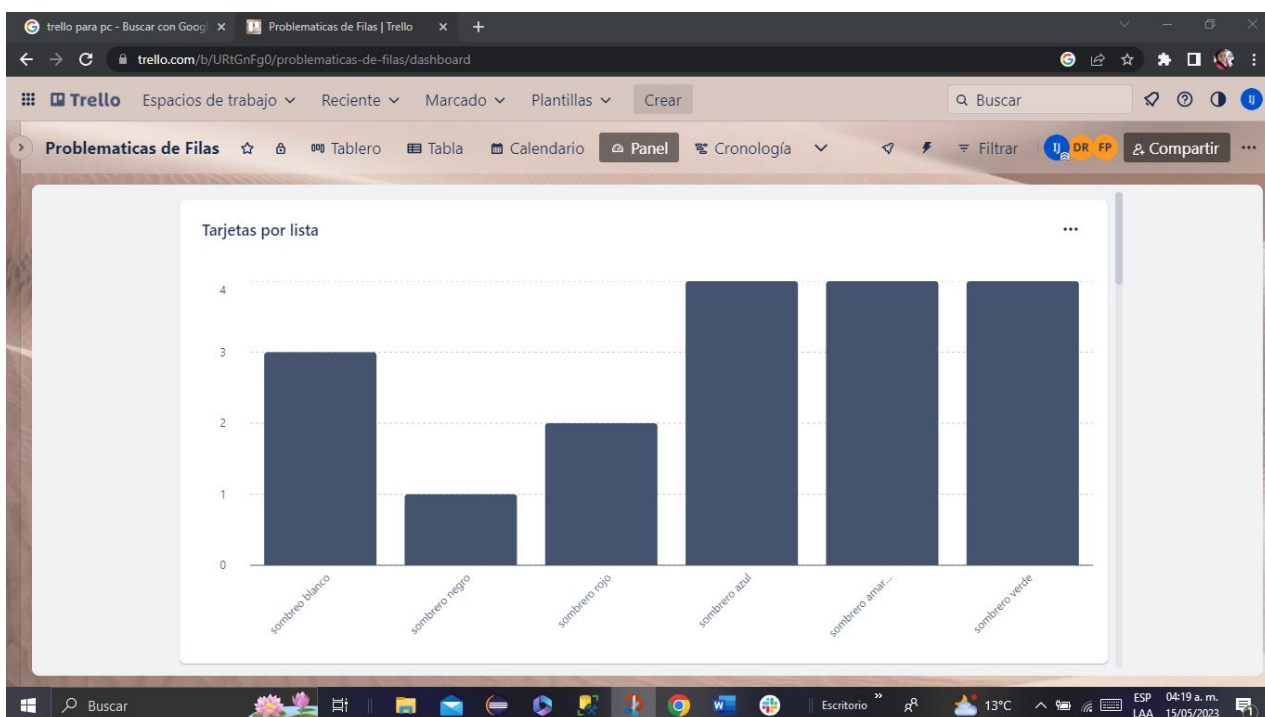 trello para pc - Buscar con Goog
Problematicas de Filas | Trello
trello.com/b/URtGnFg0/problematicas-de-filas/dashboard
Trello Espacios de trabajo Reciente Marcado Plantillas Crear Buscar IJ
Problematicas de Filas Tablero Tabla Calendario Panel Cronología Filtrar IJ DR FP Compartir
Tarjetas por lista
4
3
2
1
0
sombreo blanco
sombrero negro
sombrero rojo
sombrero azul
sombrero amar...
sombrero verde
Buscar Escritorio 13°C ESP 04:19 a. m.
LAA 15/05/2023